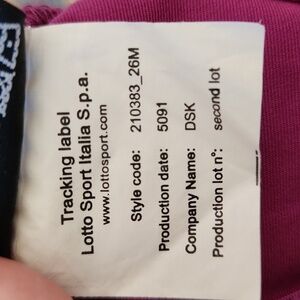 Tracking label
Lotto Sport Italia S.p.a.
www.lottosport.com
Style code: 210383_26M
Production date: 5091
Company Name: DSK
Production lot n°: second lot